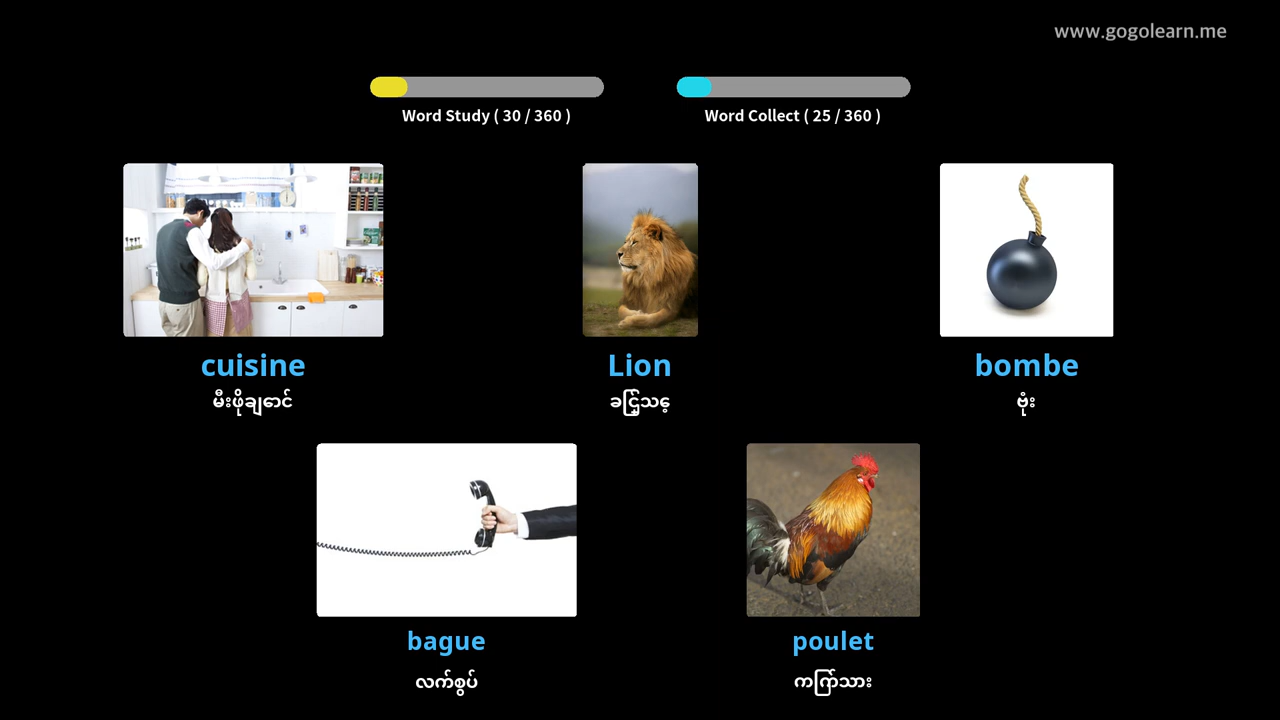 www.gogolearn.me
Word Study ( 30 / 360 )
Word Collect ( 25 / 360 )
cuisine
မီးဖိုချောင်
Lion
ခြင်္သေ့
bombe
ဗုံး
bague
လက်စွပ်
poulet
ကြက်သား